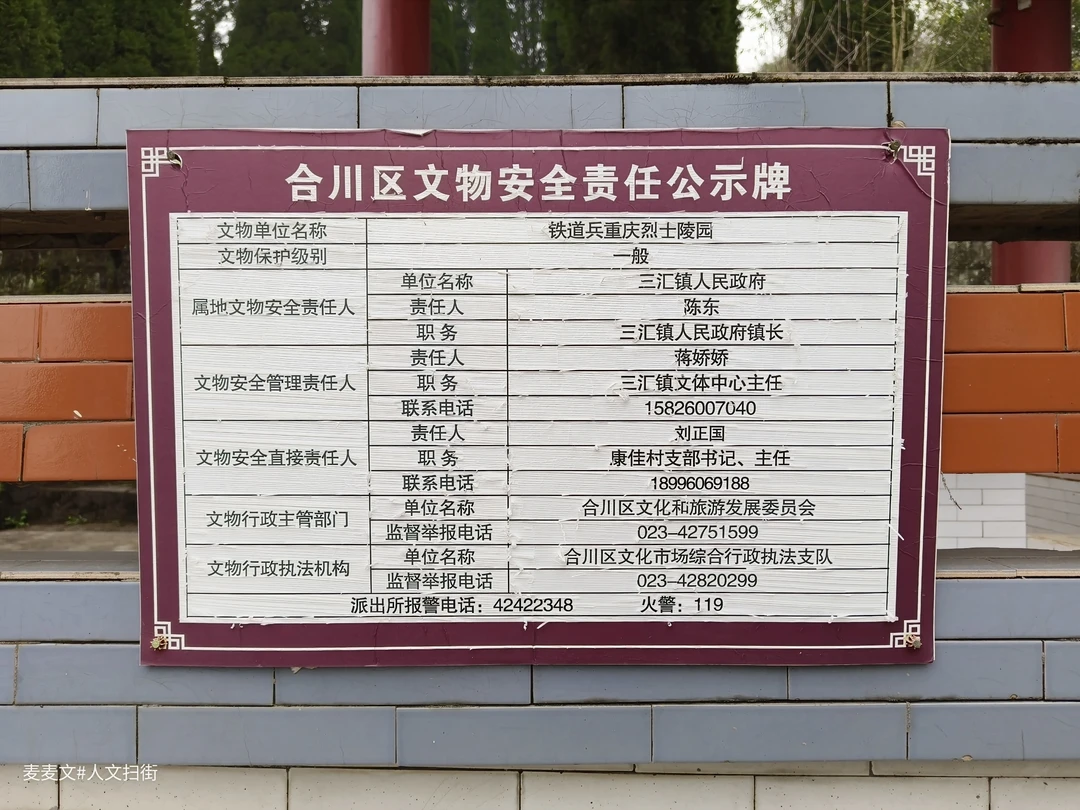 合川区文物安全责任公示牌
文物单位名称 铁道兵重庆烈士陵园
文物保护级别 一般
属地文物安全责任人 单位名称 三汇镇人民政府
责任人 陈东
职务 三汇镇人民政府镇长
文物安全管理责任人 责任人 蒋娇娇
职务 三汇镇文体中心主任
联系电话 15826007040
文物安全直接责任人 责任人 刘正国
职务 康佳村支部书记、主任
联系电话 18996069188
文物行政主管部门 单位名称 合川区文化和旅游发展委员会
监督举报电话 023-42751599
文物行政执法机构 单位名称 合川区文化市场综合行政执法支队
监督举报电话 023-42820299
派出所报警电话：42422348 火警：119
麦麦文#人文扫街